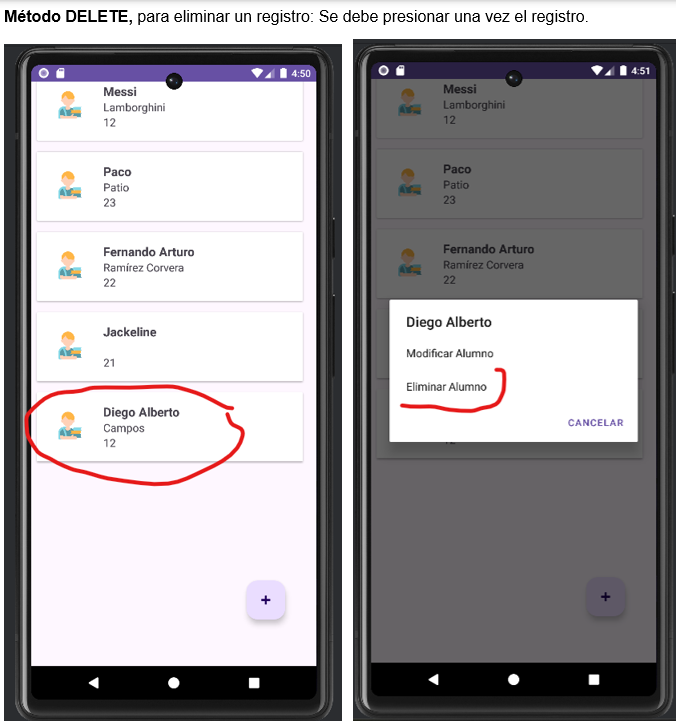 Método DELETE, para eliminar un registro: Se debe presionar una vez el registro.
4:50
Messi
Lamborghini
12
Paco
Patio
23
Fernando Arturo
Ramírez Corvera
22
Jackeline
21
Diego Alberto
Campos
12
+
4:51
Messi
Lamborghini
12
Paco
Patio
23
Fernando Arturo
Ramírez Corvera
22
Diego Alberto
Modificar Alumno
Eliminar Alumno
CANCELAR
12
+